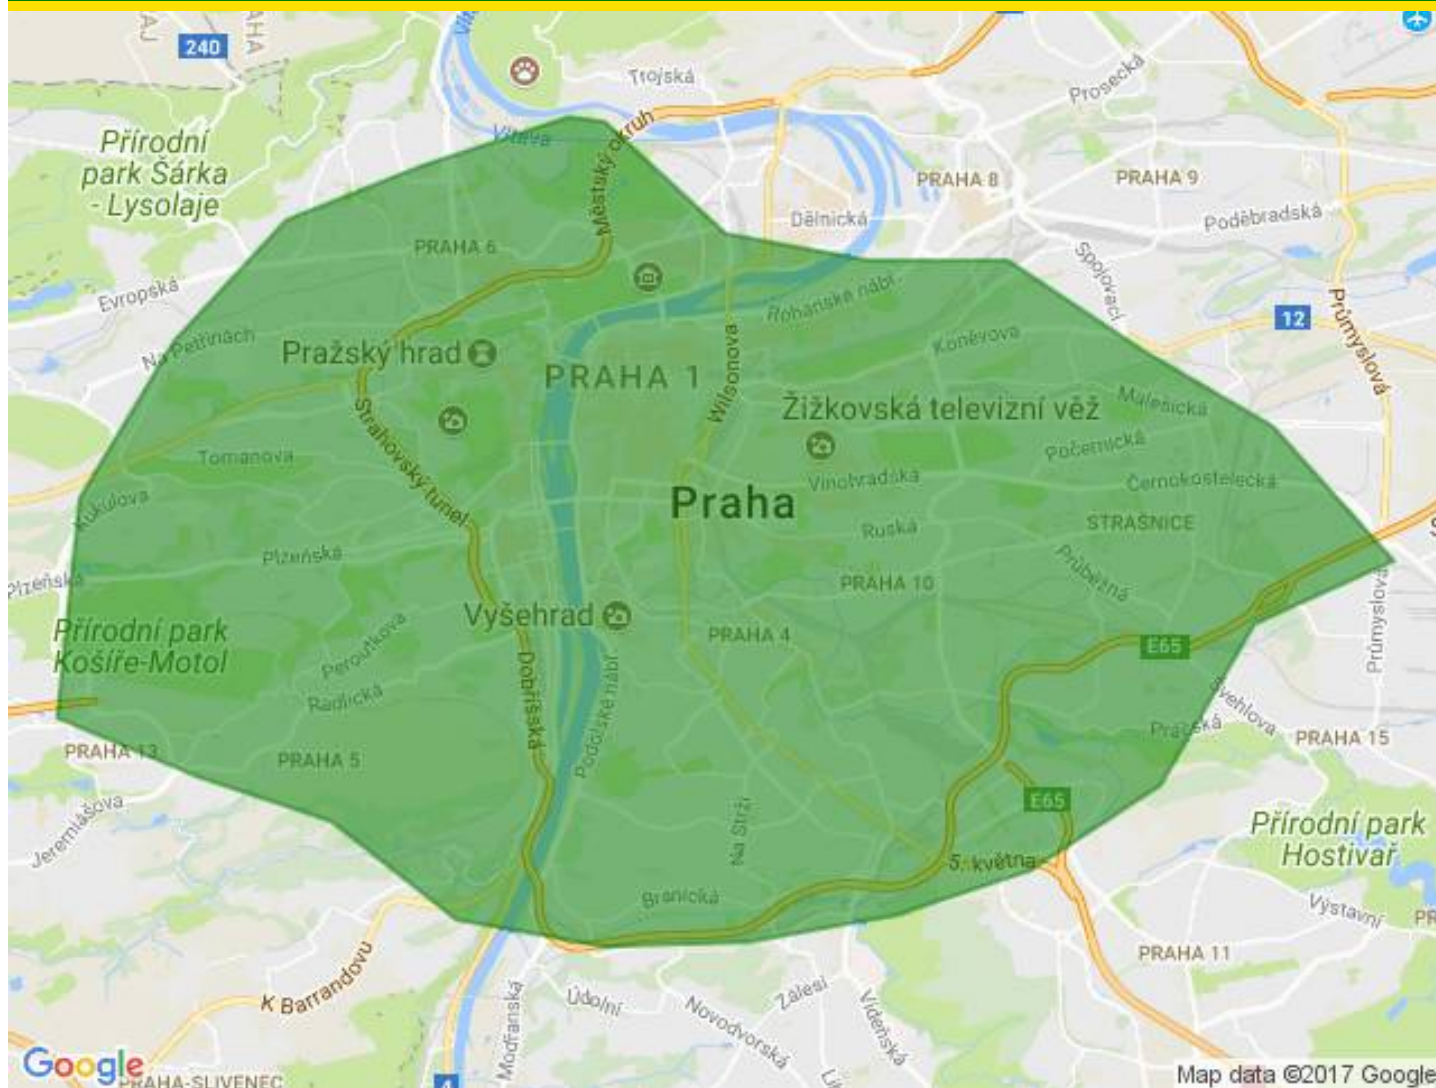 240
Trojská
Prosecká
Přírodní
park Šárka
- Lysolaje
Vltava
Městský okruh
PRAHA 8
PRAHA 9
Dělnická
Poděbradská
PRAHA 6
Spojovací
Evropská
Rohanské nábř.
12
Průmyslová
Na Petřinách
Pražský hrad
Koněvova
PRAHA 1
Wilsonova
Malešická
Žižkovská televizní věž
Strahovský tunel
Počernická
Tomanova
Vinohradská
Černokostelecká
Kukulova
Praha
Ruská
STRAŠNICE
Plzeňská
Plzeňská
Průběžná
PRAHA 10
Vyšehrad
Průmyslová
Přírodní park
Košíře-Motol
Peroutkova
PRAHA 4
E65
Radlická
Dobříšská
Podolské nábř.
Švehlova
Pražská
PRAHA 13
PRAHA 5
PRAHA 15
E65
Jeremiášova
Na Strži
Přírodní park
Hostivař
5. května
Branická
Výstavní
PRAHA 11
K Barrandovu
Modřanská
Údolní
Zálesí
Novodvorská
Vídeňská
Google
PRAHA-SLIVENEC
4
Map data ©2017 Google